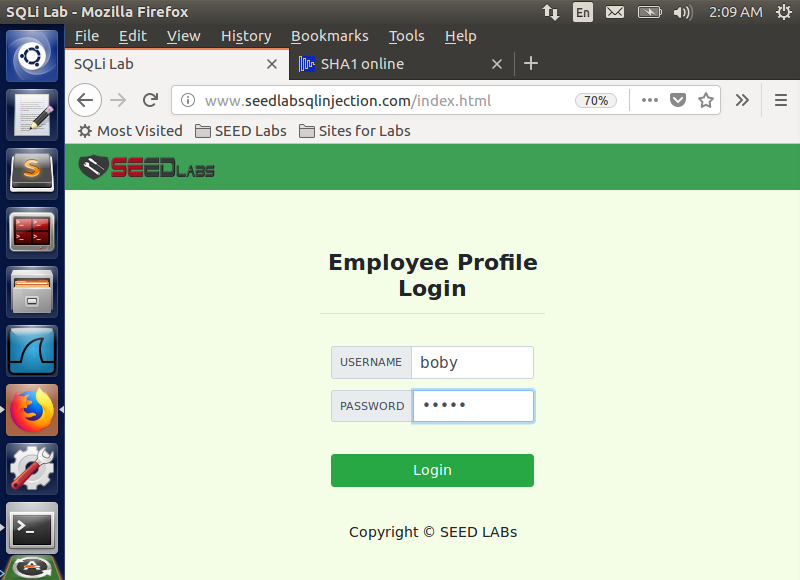 SQLi Lab - Mozilla Firefox
En
2:09 AM
File Edit View History Bookmarks Tools Help
SQLi Lab
SHA1 online
www.seedlabsqlinjection.com/index.html
70%
Most Visited SEED Labs Sites for Labs
SEEDLABS
Employee Profile
Login
USERNAME boby
PASSWORD •••••
Login
Copyright © SEED LABs